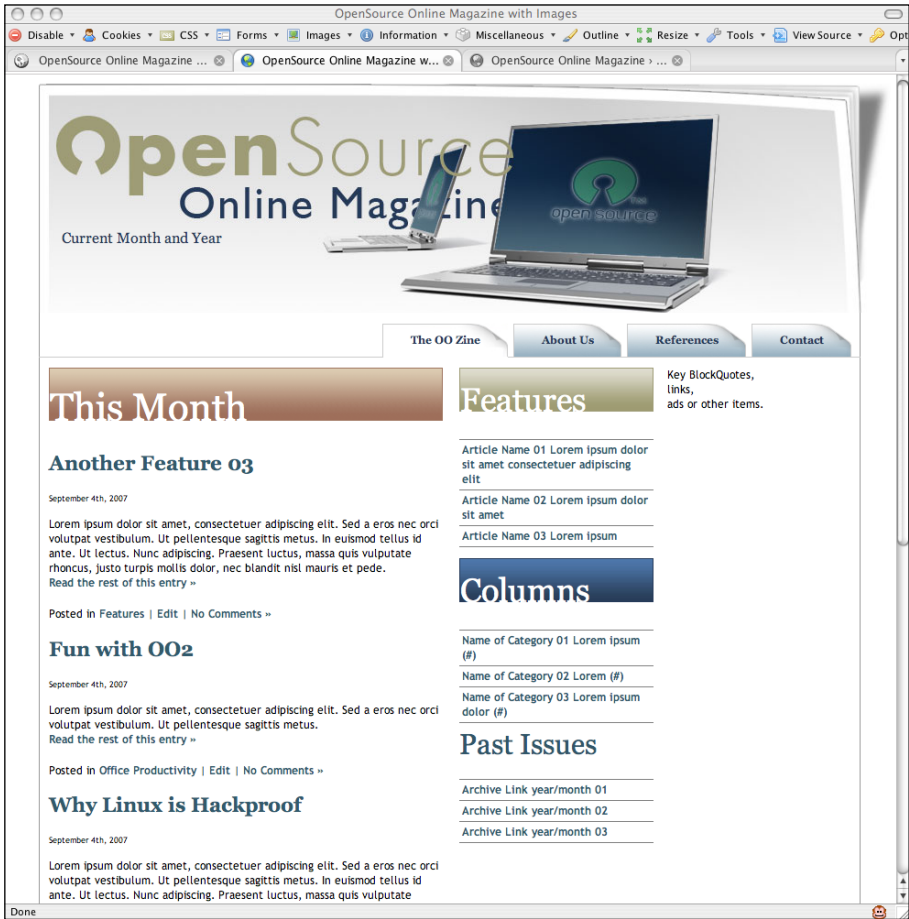 OpenSource Online Magazine with Images
Disable Cookies CSS Forms Images Information Miscellaneous Outline Resize Tools View Source Opt
OpenSource Online Magazine ... OpenSource Online Magazine w... OpenSource Online Magazine › ...
OpenSource
Online Magazine
Current Month and Year
open source
The OO Zine About Us References Contact
This Month
Another Feature 03
September 4th, 2007
Lorem ipsum dolor sit amet, consectetuer adipiscing elit. Sed a eros nec orci
volutpat vestibulum. Ut pellentesque sagittis metus. In euismod tellus id
ante. Ut lectus. Nunc adipiscing. Praesent luctus, massa quis vulputate
rhoncus, justo turpis mollis dolor, nec blandit nisl mauris et pede.
Read the rest of this entry »
Posted in Features | Edit | No Comments »
Fun with OO2
September 4th, 2007
Lorem ipsum dolor sit amet, consectetuer adipiscing elit. Sed a eros nec orci
volutpat vestibulum. Ut pellentesque sagittis metus.
Read the rest of this entry »
Posted in Office Productivity | Edit | No Comments »
Why Linux is Hackproof
September 4th, 2007
Lorem ipsum dolor sit amet, consectetuer adipiscing elit. Sed a eros nec orci
volutpat vestibulum. Ut pellentesque sagittis metus. In euismod tellus id
ante. Ut lectus. Nunc adipiscing. Praesent luctus, massa quis vulputate
Features
Article Name 01 Lorem ipsum dolor
sit amet consectetuer adipiscing
elit
Article Name 02 Lorem ipsum dolor
sit amet
Article Name 03 Lorem ipsum
Columns
Name of Category 01 Lorem ipsum
(#)
Name of Category 02 Lorem (#)
Name of Category 03 Lorem ipsum
dolor (#)
Past Issues
Archive Link year/month 01
Archive Link year/month 02
Archive Link year/month 03
Key BlockQuotes,
links,
ads or other items.
Done